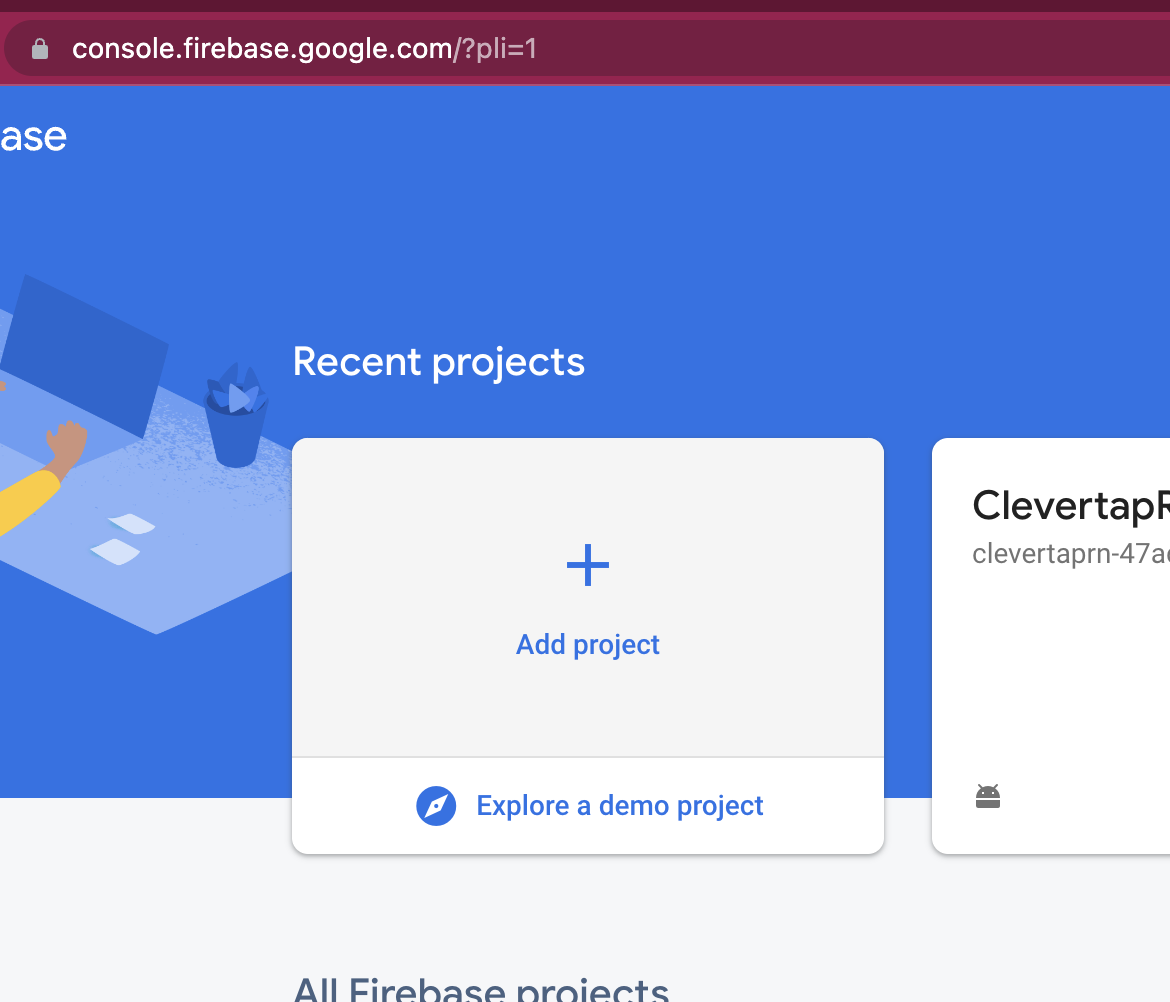 console.firebase.google.com/?pli=1
ase
Recent projects
Add project
Explore a demo project
ClevertapR
clevertaprn-47a
All Firebase projects